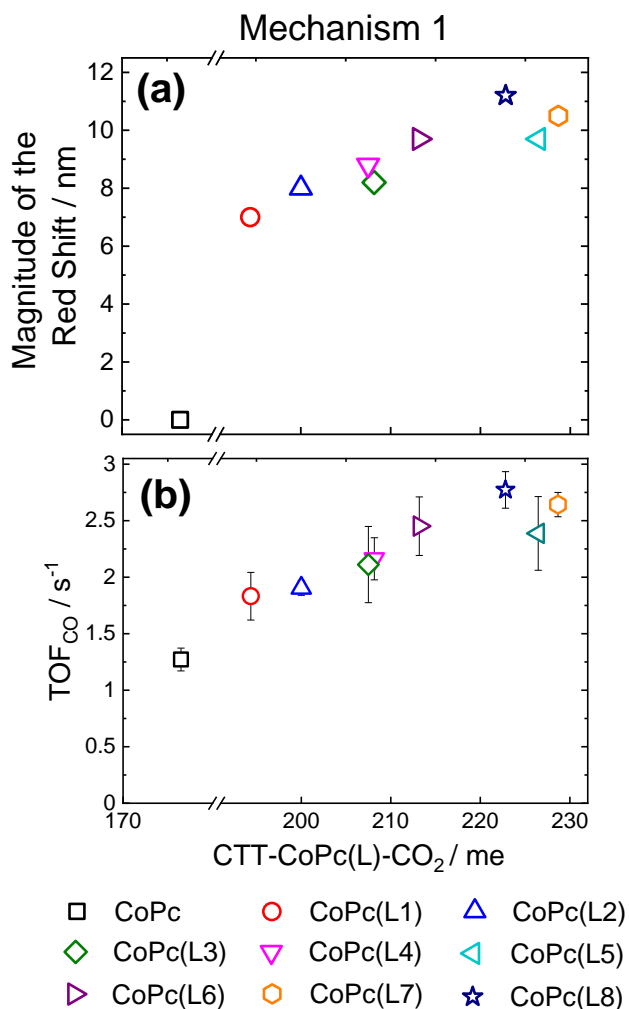 Mechanism 1
(a)
Magnitude of the
Red Shift / nm
12
10
8
6
4
2
0
(b)
TOF_CO / s⁻¹
3
2.5
2
1.5
1
0.5
0
170 200 210 220 230
CTT-CoPc(L)-CO₂ / me
CoPc CoPc(L1) CoPc(L2)
CoPc(L3) CoPc(L4) CoPc(L5)
CoPc(L6) CoPc(L7) CoPc(L8)